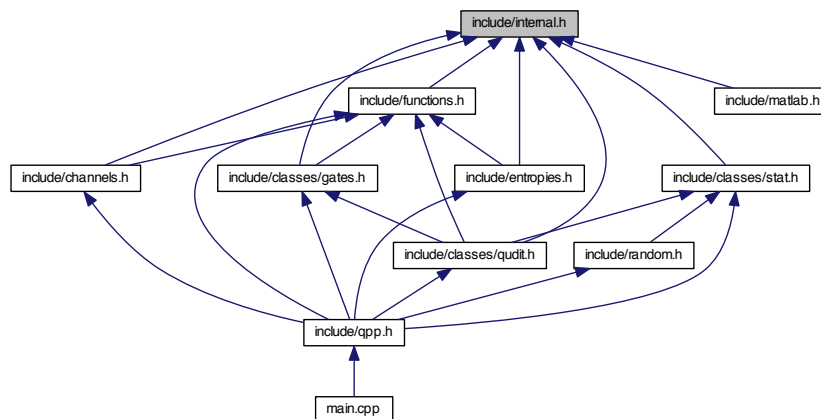 include/internal.h
include/functions.h
include/matlab.h
include/channels.h
include/classes/gates.h
include/entropies.h
include/classes/stat.h
include/classes/qudit.h
include/random.h
include/qpp.h
main.cpp